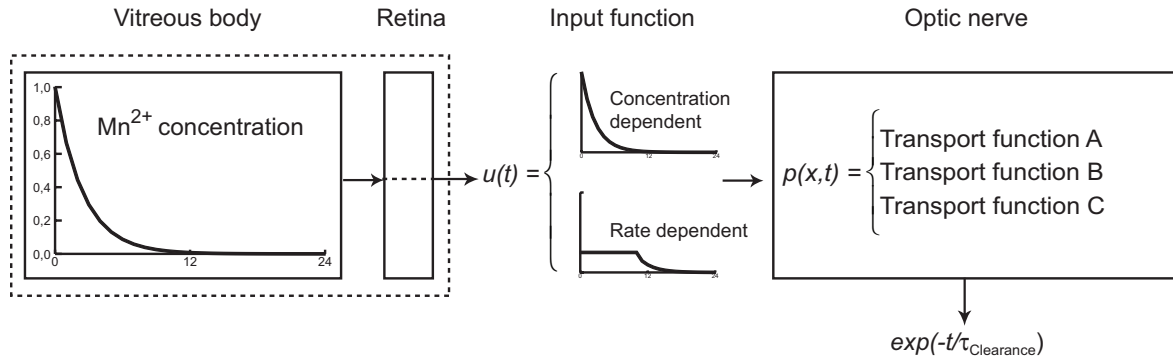 Vitreous body
Retina
Input function
Optic nerve
1,0
0,8
0,6
0,4
0,2
0,0
0
12
24
Mn²⁺ concentration
u(t) =
Concentration
dependent
0
12
24
Rate dependent
0
12
24
p(x,t) =
Transport function A
Transport function B
Transport function C
exp(-t/τClearance)